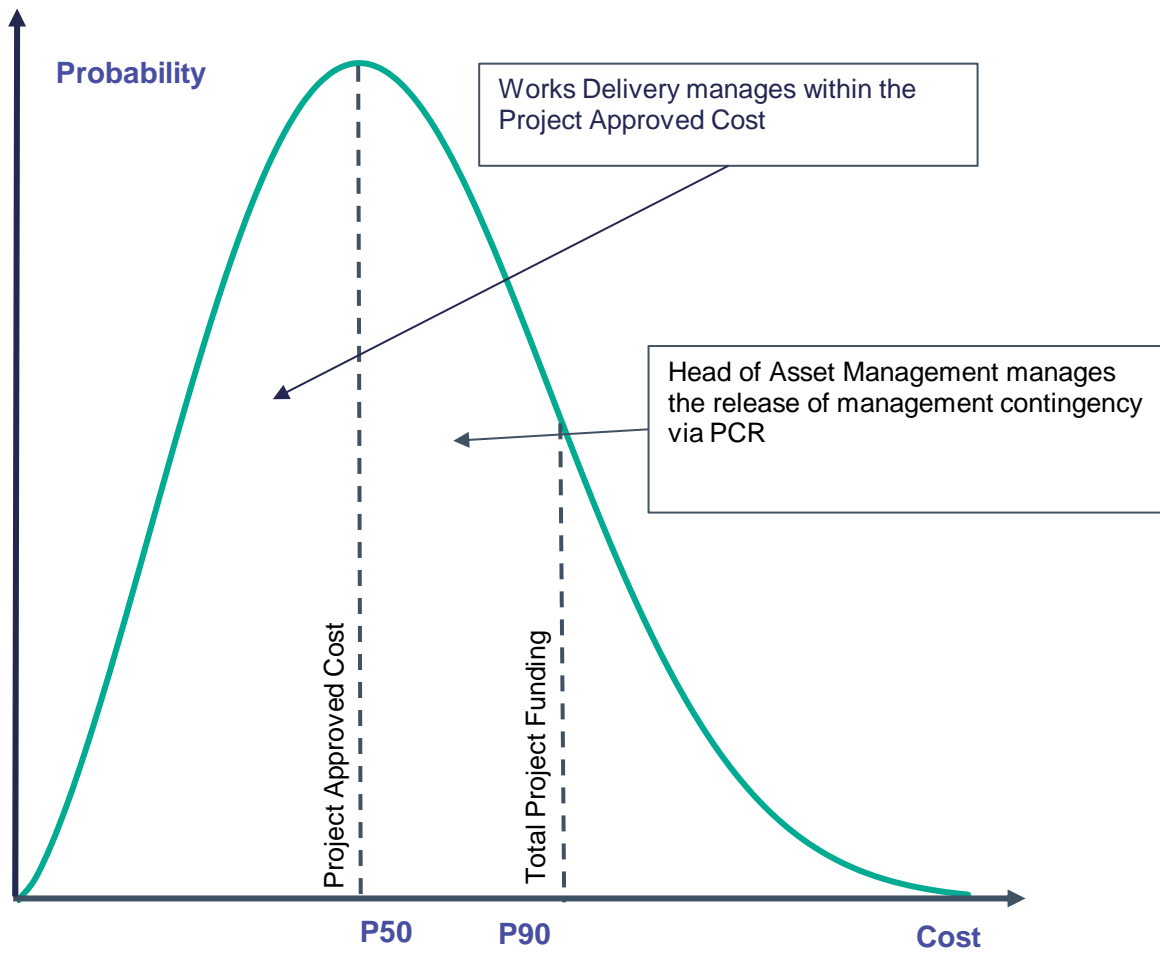 Probability
Works Delivery manages within the
Project Approved Cost
Head of Asset Management manages
the release of management contingency
via PCR
Project Approved Cost
Total Project Funding
P50
P90
Cost